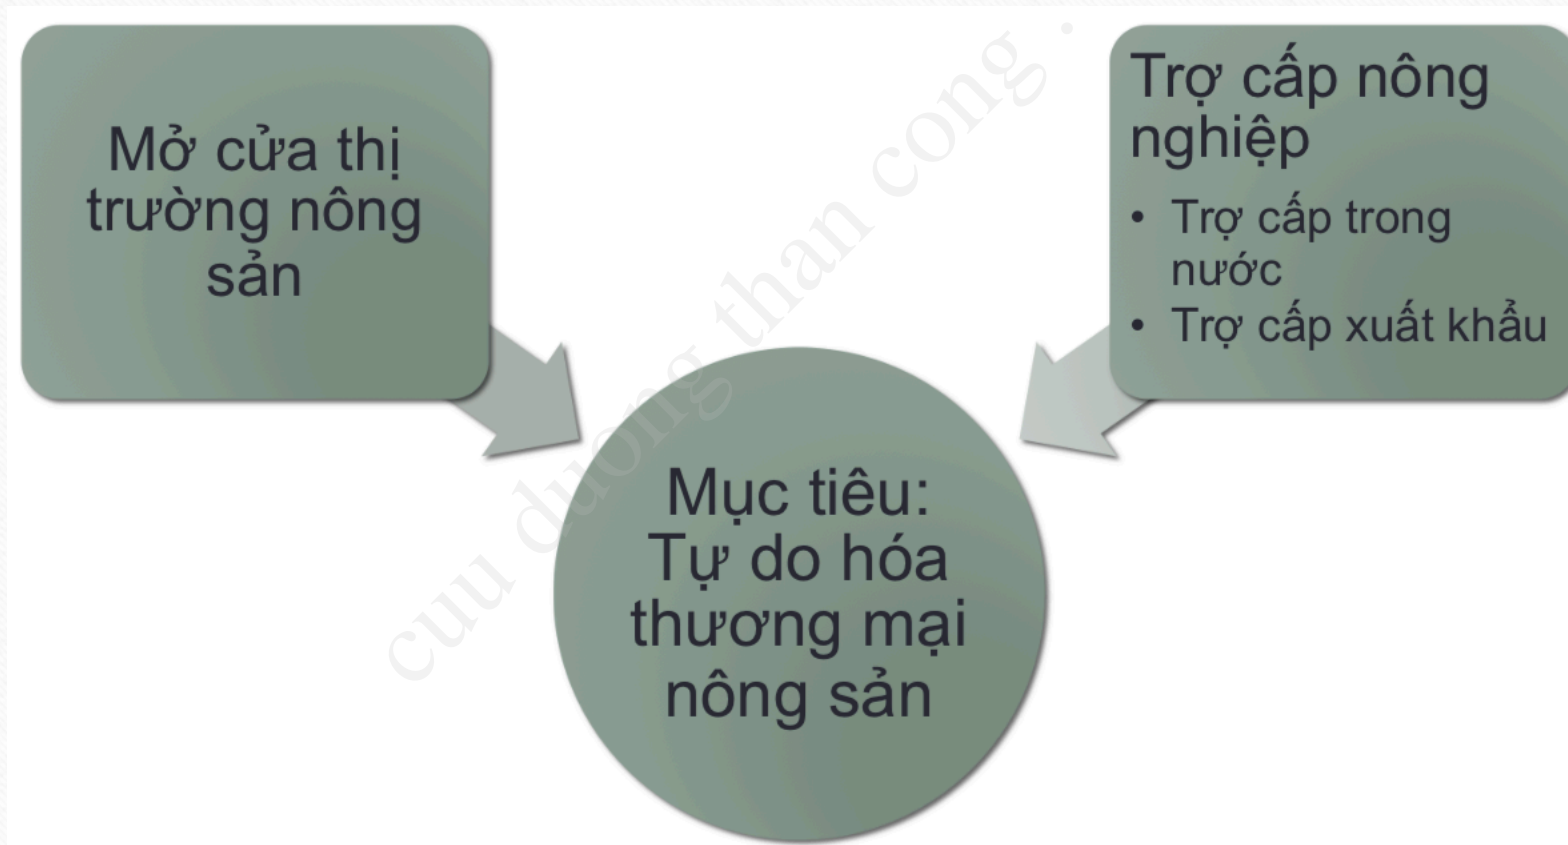 Mở cửa thị
trường nông
sản
Trợ cấp nông
nghiệp
• Trợ cấp trong
nước
• Trợ cấp xuất khẩu
Mục tiêu:
Tự do hóa
thương mại
nông sản
cuu duong than cong .